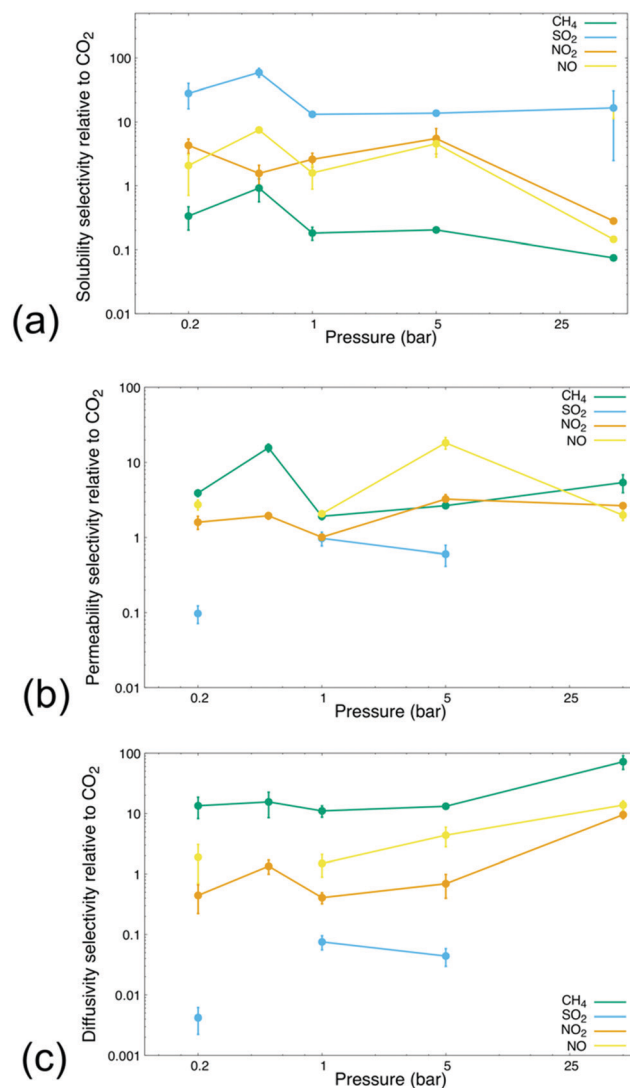 (a)
Solubility selectivity relative to CO₂
100
10
1
0.1
0.01
0.2
1
5
25
Pressure (bar)
CH₄
SO₂
NO₂
NO
(b)
Permeability selectivity relative to CO₂
100
10
1
0.1
0.01
0.2
1
5
25
Pressure (bar)
CH₄
SO₂
NO₂
NO
(c)
Diffusivity selectivity relative to CO₂
100
10
1
0.1
0.01
0.001
0.2
1
5
25
Pressure (bar)
CH₄
SO₂
NO₂
NO